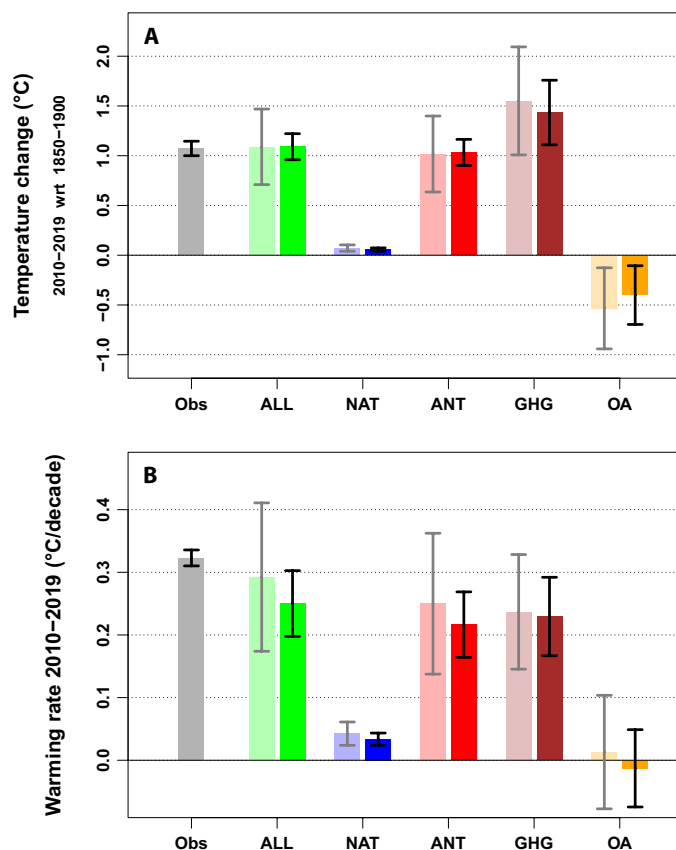 A
Temperature change (°C)
2010−2019 wrt 1850−1900
2.0
1.5
1.0
0.5
0.0
−0.5
−1.0
Obs ALL NAT ANT GHG OA
B
Warming rate 2010−2019 (°C/decade)
0.4
0.3
0.2
0.1
0.0
Obs ALL NAT ANT GHG OA